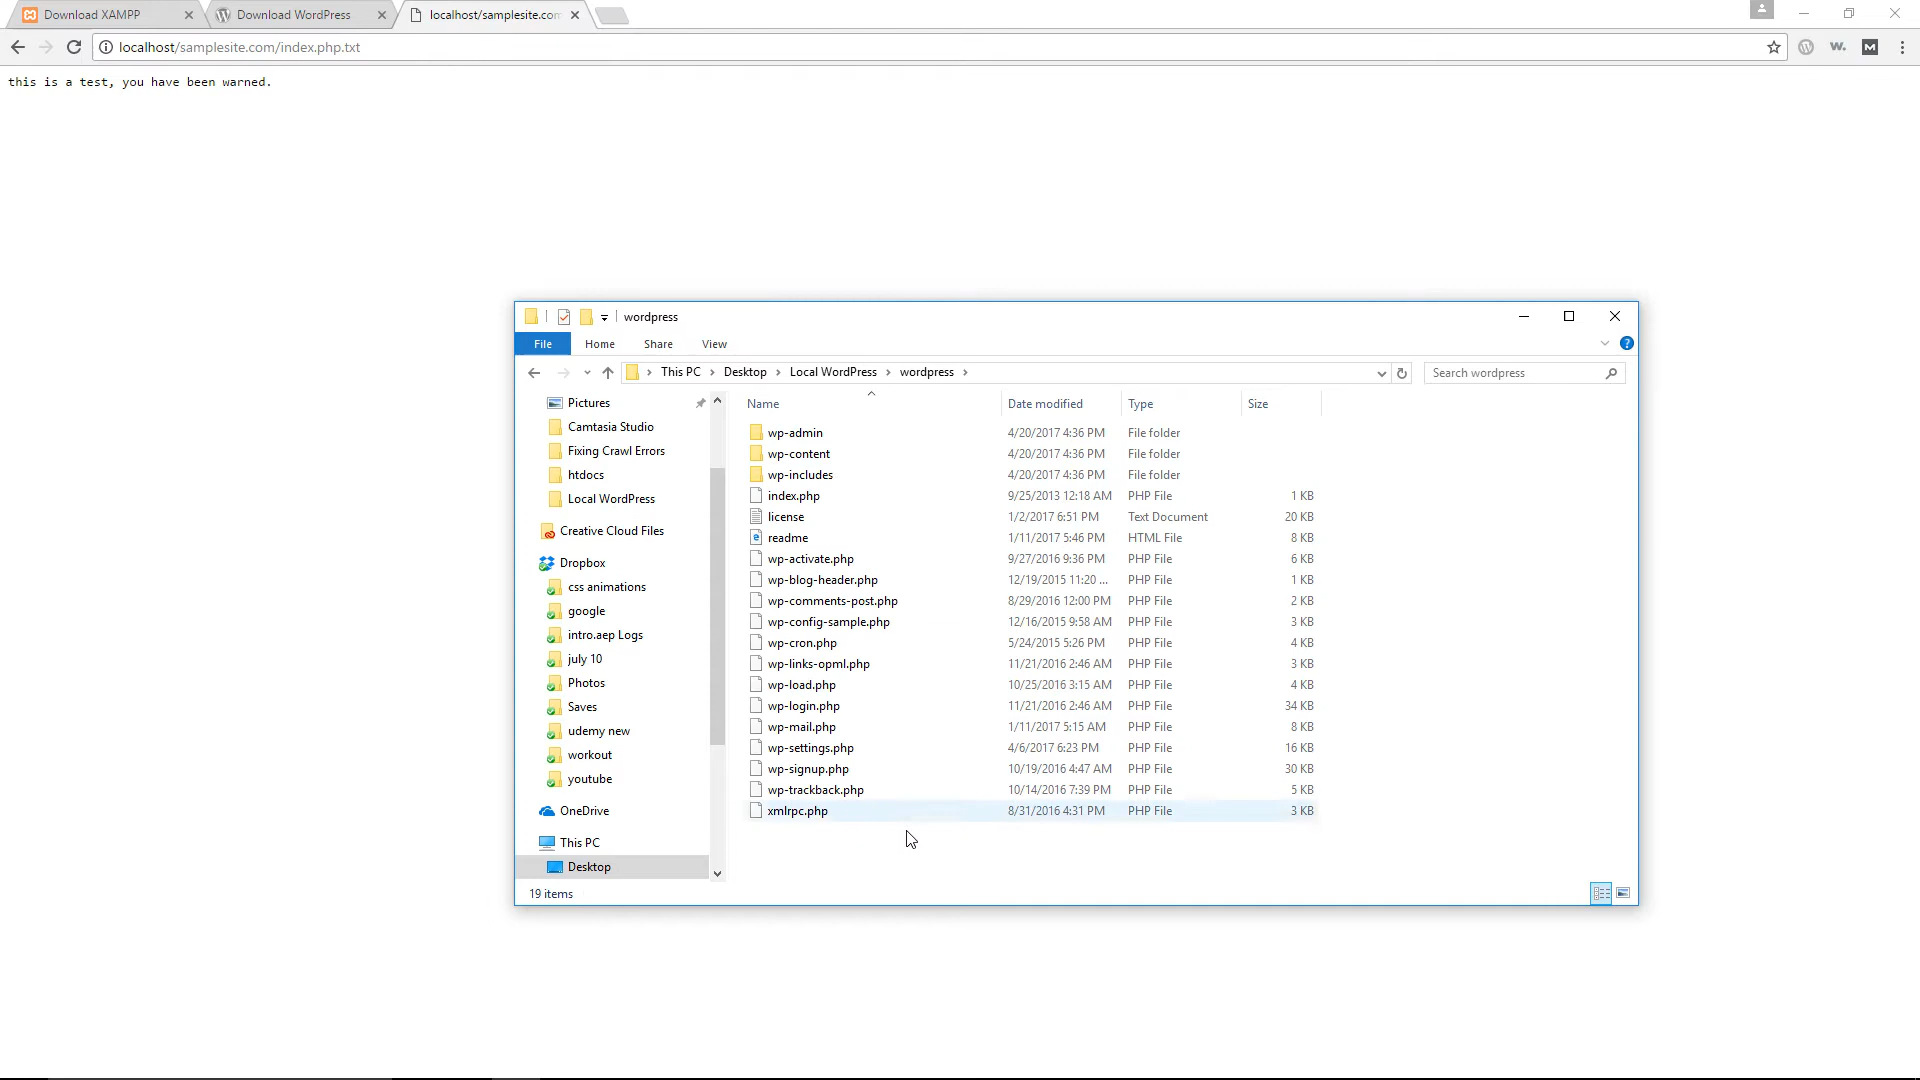 Download XAMPP
Download WordPress
localhost/samplesite.com
localhost/samplesite.com/index.php.txt
W.
M
this is a test, you have been warned.
wordpress
File Home Share View
?
This PC > Desktop > Local WordPress > wordpress >
Search wordpress
Name Date modified Type Size
Pictures
Camtasia Studio
Fixing Crawl Errors
htdocs
Local WordPress
Creative Cloud Files
Dropbox
css animations
google
intro.aep Logs
july 10
Photos
Saves
udemy new
workout
youtube
OneDrive
This PC
Desktop
wp-admin 4/20/2017 4:36 PM File folder
wp-content 4/20/2017 4:36 PM File folder
wp-includes 4/20/2017 4:36 PM File folder
index.php 9/25/2013 12:18 AM PHP File 1 KB
license 1/2/2017 6:51 PM Text Document 20 KB
readme 1/11/2017 5:46 PM HTML File 8 KB
wp-activate.php 9/27/2016 9:36 PM PHP File 6 KB
wp-blog-header.php 12/19/2015 11:20 ... PHP File 1 KB
wp-comments-post.php 8/29/2016 12:00 PM PHP File 2 KB
wp-config-sample.php 12/16/2015 9:58 AM PHP File 3 KB
wp-cron.php 5/24/2015 5:26 PM PHP File 4 KB
wp-links-opml.php 11/21/2016 2:46 AM PHP File 3 KB
wp-load.php 10/25/2016 3:15 AM PHP File 4 KB
wp-login.php 11/21/2016 2:46 AM PHP File 34 KB
wp-mail.php 1/11/2017 5:15 AM PHP File 8 KB
wp-settings.php 4/6/2017 6:23 PM PHP File 16 KB
wp-signup.php 10/19/2016 4:47 AM PHP File 30 KB
wp-trackback.php 10/14/2016 7:39 PM PHP File 5 KB
xmlrpc.php 8/31/2016 4:31 PM PHP File 3 KB
19 items